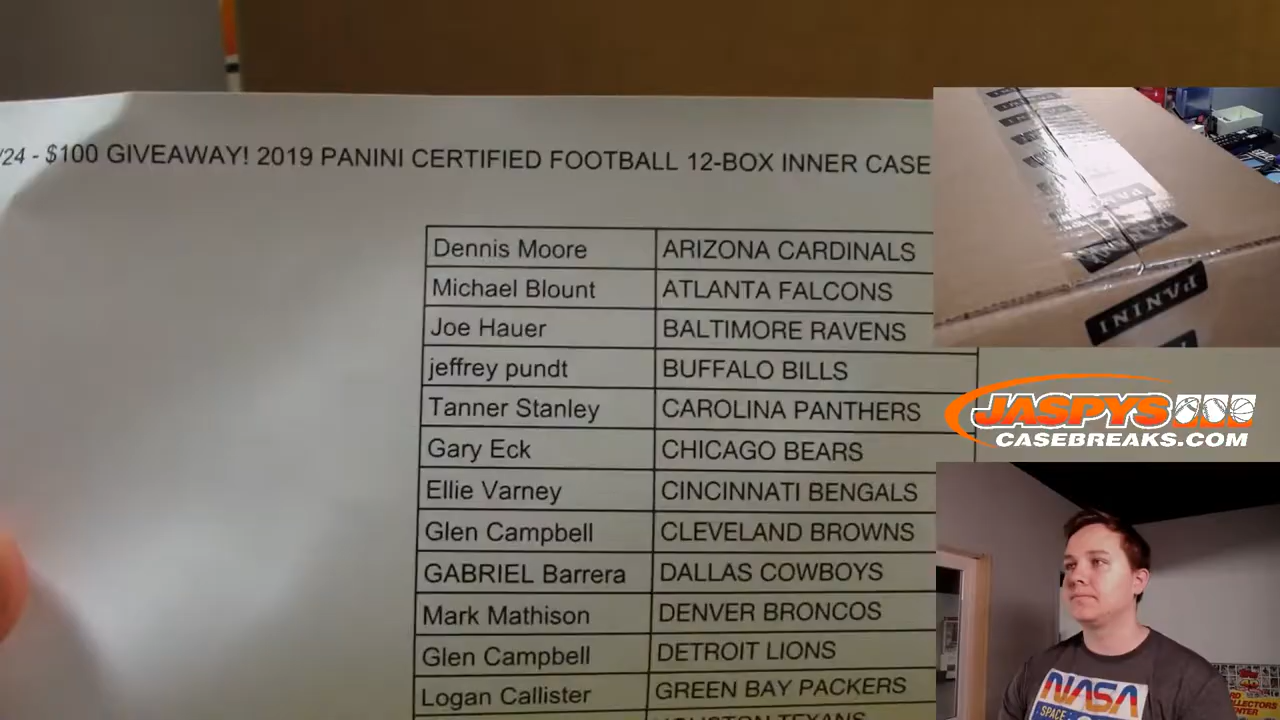 /24 - $100 GIVEAWAY! 2019 PANINI CERTIFIED FOOTBALL 12-BOX INNER CASE
Dennis Moore ARIZONA CARDINALS
Michael Blount ATLANTA FALCONS
Joe Hauer BALTIMORE RAVENS
jeffrey pundt BUFFALO BILLS
Tanner Stanley CAROLINA PANTHERS
Gary Eck CHICAGO BEARS
Ellie Varney CINCINNATI BENGALS
Glen Campbell CLEVELAND BROWNS
GABRIEL Barrera DALLAS COWBOYS
Mark Mathison DENVER BRONCOS
Glen Campbell DETROIT LIONS
Logan Callister GREEN BAY PACKERS
HOUSTON TEXANS
PANINI
JASPYS
CASEBREAKS.COM
NASA
SPACE